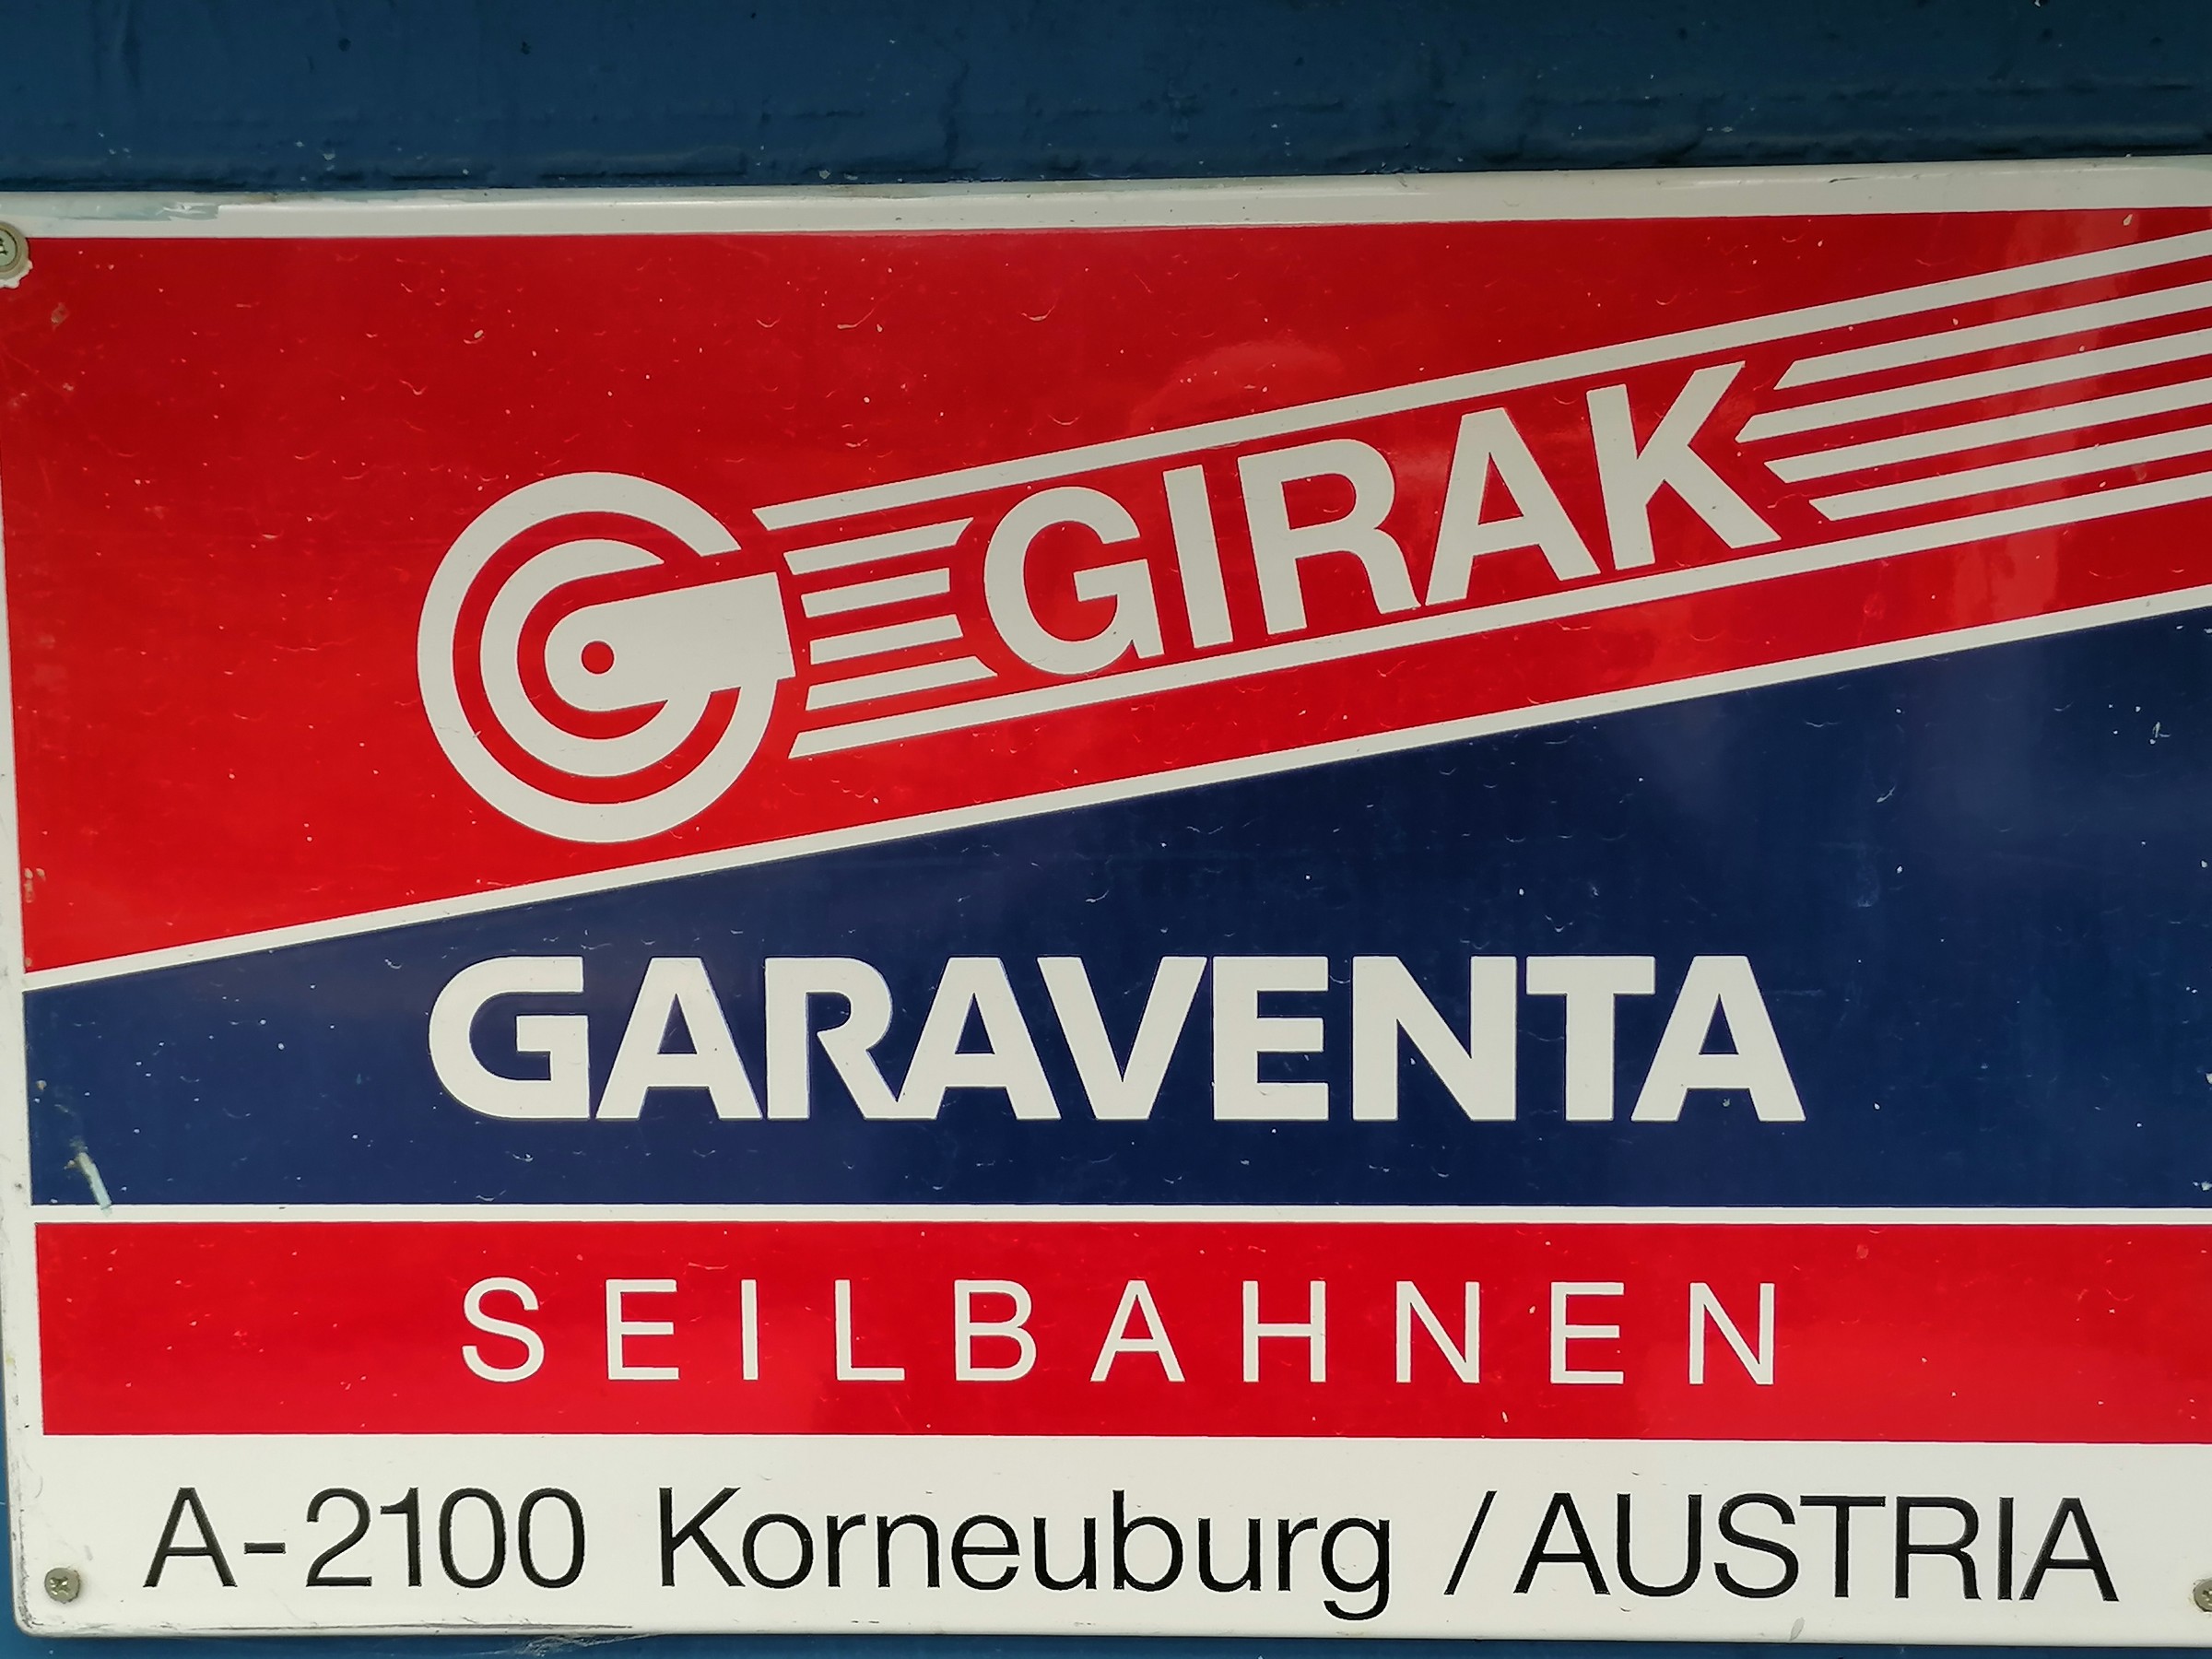 GIRAK
GARAVENTA
SEILBAHNEN
A-2100 Korneuburg / AUSTRIA